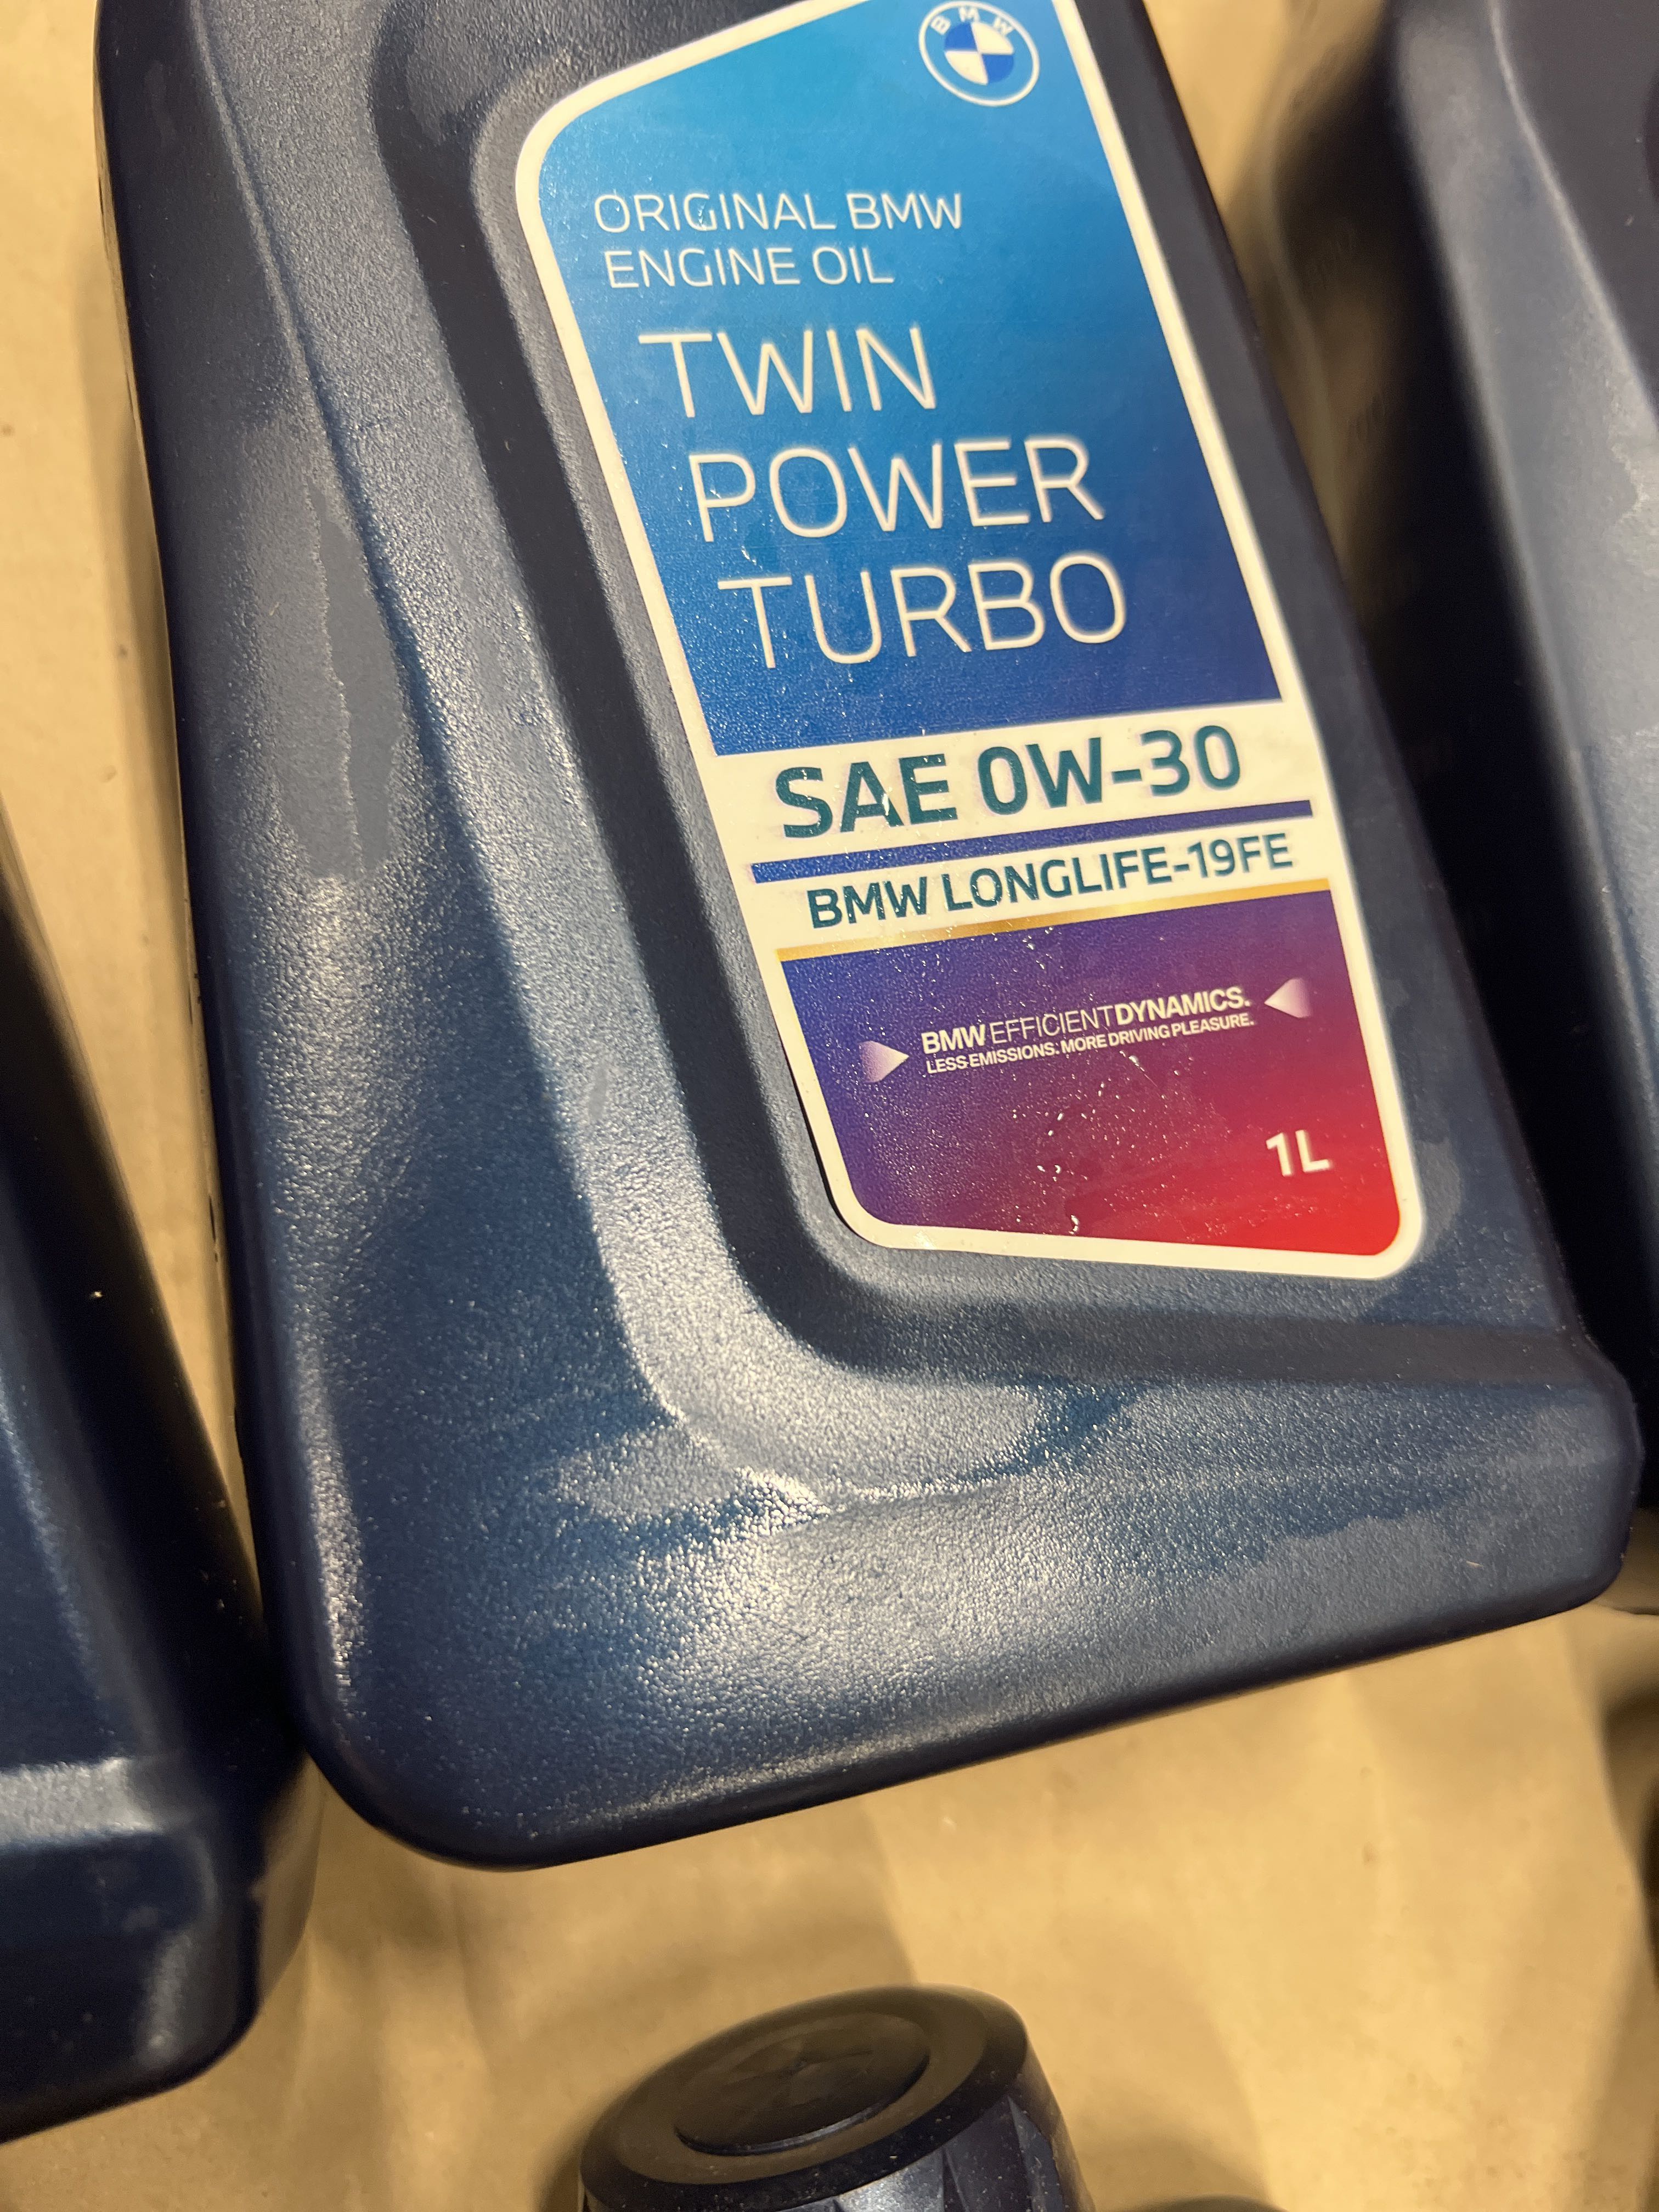 BMW
ORIGINAL BMW
ENGINE OIL
TWIN
POWER
TURBO
SAE 0W-30
BMW LONGLIFE-19FE
BMW EFFICIENTDYNAMICS.
LESS EMISSIONS. MORE DRIVING PLEASURE.
1L